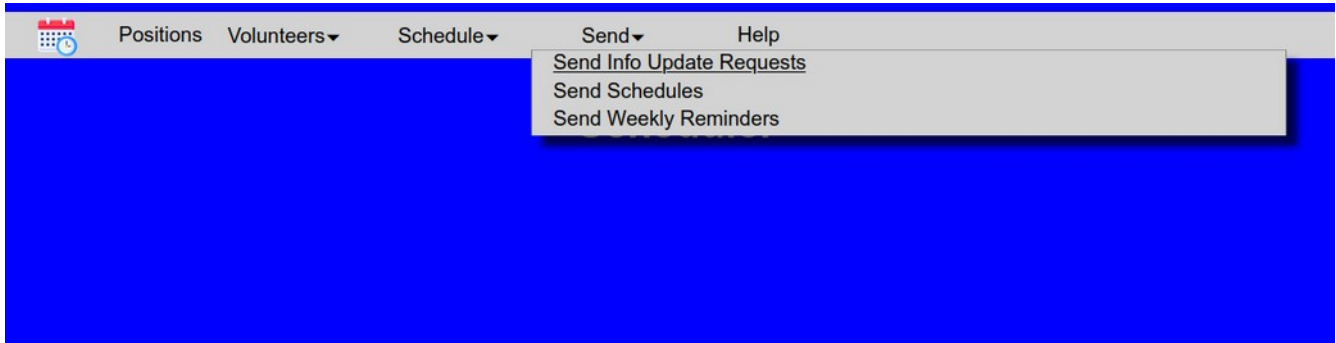 Positions Volunteers▾ Schedule▾ Send▾ Help
Send Info Update Requests
Send Schedules
Send Weekly Reminders